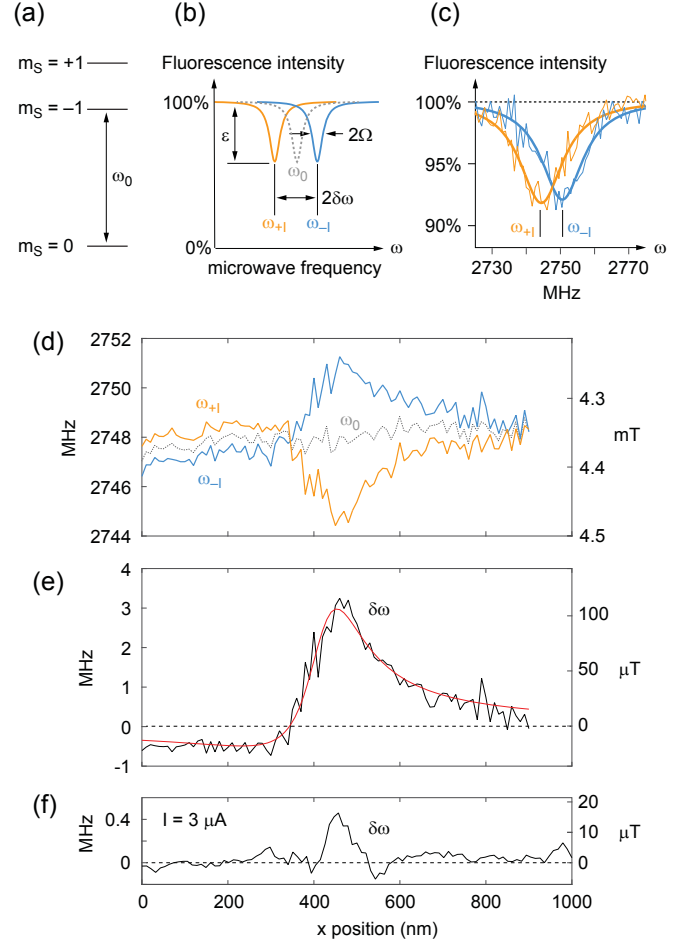 (a)
m_S = +1
m_S = −1
ω_0
m_S = 0
(b)
Fluorescence intensity
100%
ε
2Ω
ω_0
2δω
ω_{+I}
ω_{−I}
0%
ω
microwave frequency
(c)
Fluorescence intensity
100%
95%
90%
ω_{+I}
ω_{−I}
ω
2730 2750 2770
MHz
(d)
2752
2750
2748
2746
2744
MHz
ω_{+I}
ω_0
ω_{−I}
4.3
4.4
4.5
mT
(e)
4
3
2
1
0
-1
MHz
δω
100
50
0
μT
(f)
I = 3 μA
0.4
0
MHz
δω
20
10
0
μT
0 200 400 600 800 1000
x position (nm)